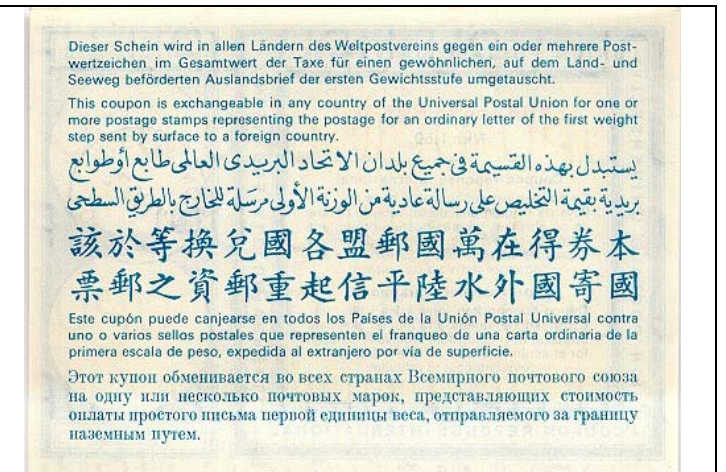 Dieser Schein wird in allen Ländern des Weltpostvereins gegen ein oder mehrere Post-
wertzeichen im Gesamtwert der Taxe für einen gewöhnlichen, auf dem Land- und
Seeweg beförderten Auslandsbrief der ersten Gewichtsstufe umgetauscht.
This coupon is exchangeable in any country of the Universal Postal Union for one or
more postage stamps representing the postage for an ordinary letter of the first weight
step sent by surface to a foreign country.
يستبدل بهذه القسيمة فى جميع بلدان الاتحاد البريدى العالمى طابع أو طوابع
بريدية بقيمة التخليص على رسالة عادية من الوزنة الأولى مرسَلة للخارج بالطريق السطحى
本券得在萬國郵盟各國兌換等於該
國寄國外水陸平信起重郵資之郵票
Este cupón puede canjearse en todos los Países de la Unión Postal Universal contra
uno o varios sellos postales que representen el franqueo de una carta ordinaria de la
primera escala de peso, expedida al extranjero por vía de superficie.
Этот купон обменивается во всех странах Всемирного почтового союза
на одну или несколько почтовых марок, представляющих стоимость
оплаты простого письма первой единицы веса, отправляемого за границу
наземным путем.